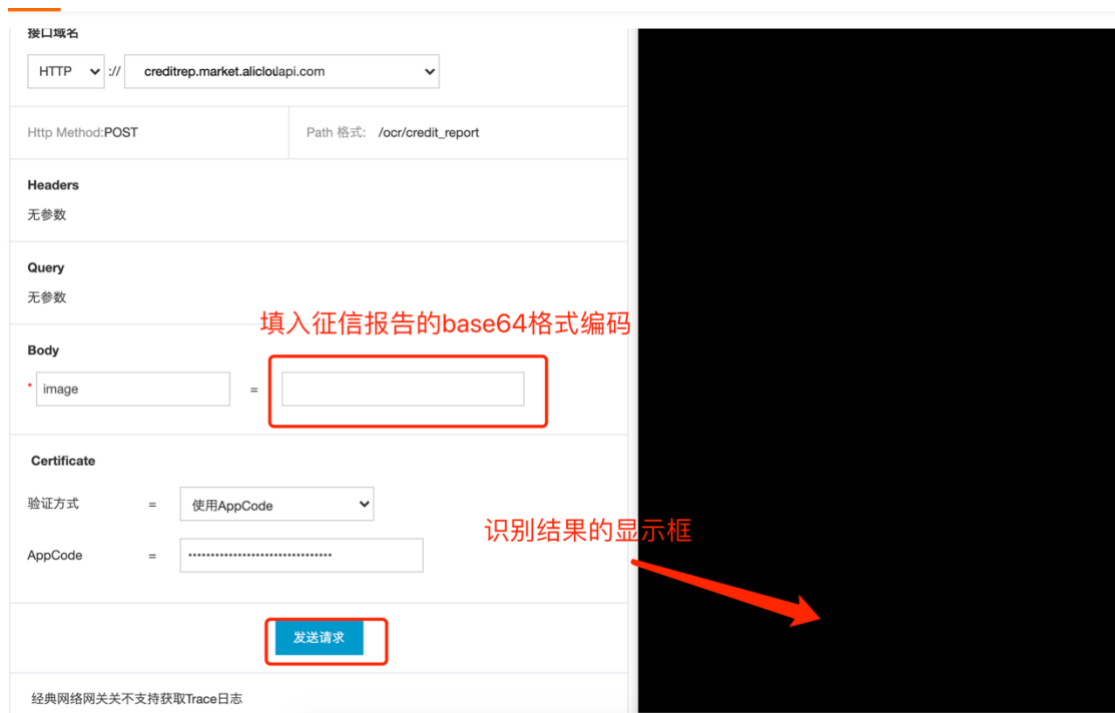 接口域名
HTTP :// creditrep.market.alicloudapi.com
Http Method:POST Path 格式: /ocr/credit_report
Headers
无参数
Query
无参数
填入征信报告的base64格式编码
Body
* image =
Certificate
验证方式 = 使用AppCode
识别结果的显示框
AppCode = ••••••••••••••••••••••••••••••••
发送请求
经典网络网关关不支持获取Trace日志